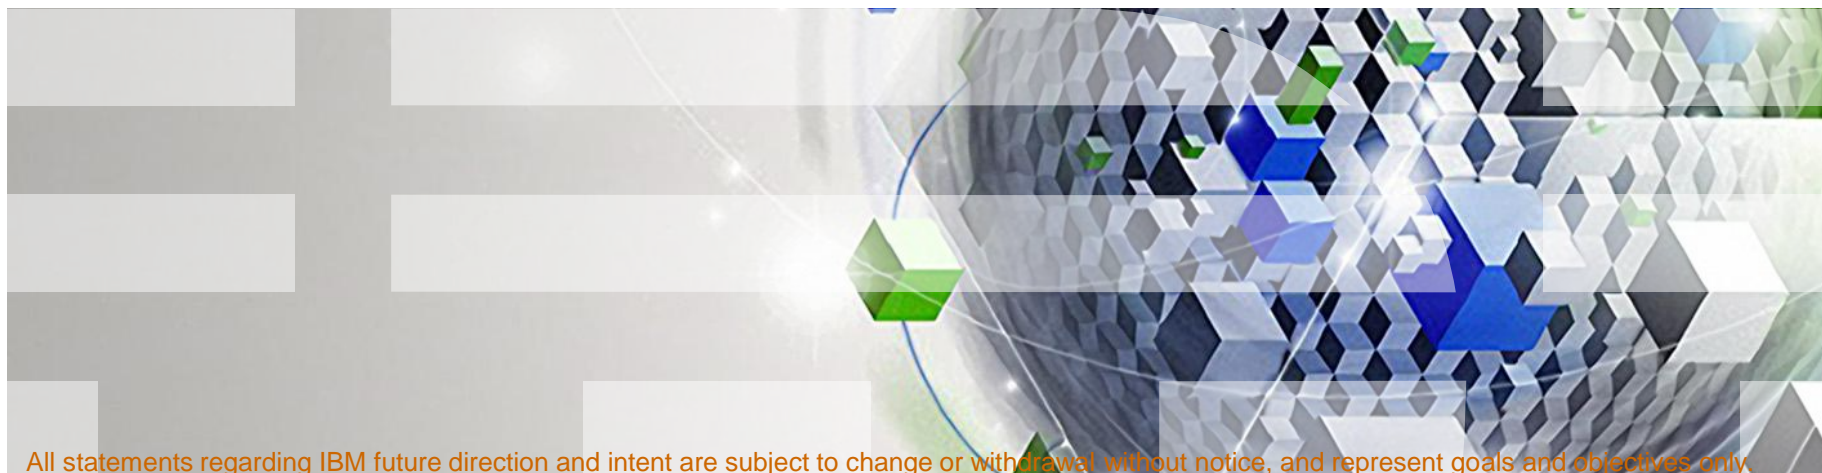 All statements regarding IBM future direction and intent are subject to change or withdrawal without notice, and represent goals and objectives only.